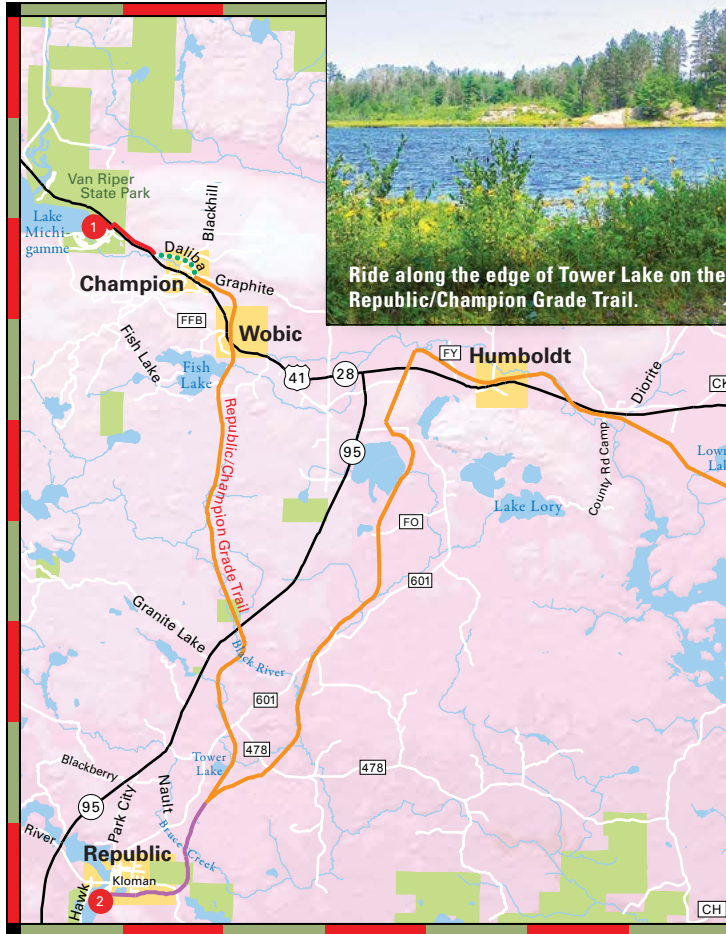 Ride along the edge of Tower Lake on the
Republic/Champion Grade Trail.
Van Riper
State Park
Lake
Michi-
gamme
1
Blackhill
Daliba
Champion
Graphite
FFB
Wobic
Fish Lake
Fish
Lake
41
28
FY
Humboldt
Diorite
95
Republic/Champion Grade Trail
County Rd Camp
Lake Lory
FO
601
Granite Lake
Black River
601
478
Tower
Lake
478
Blackberry
Nault
95
Park City
River
Bruce Creek
Republic
Kloman
Hawk
2
CH